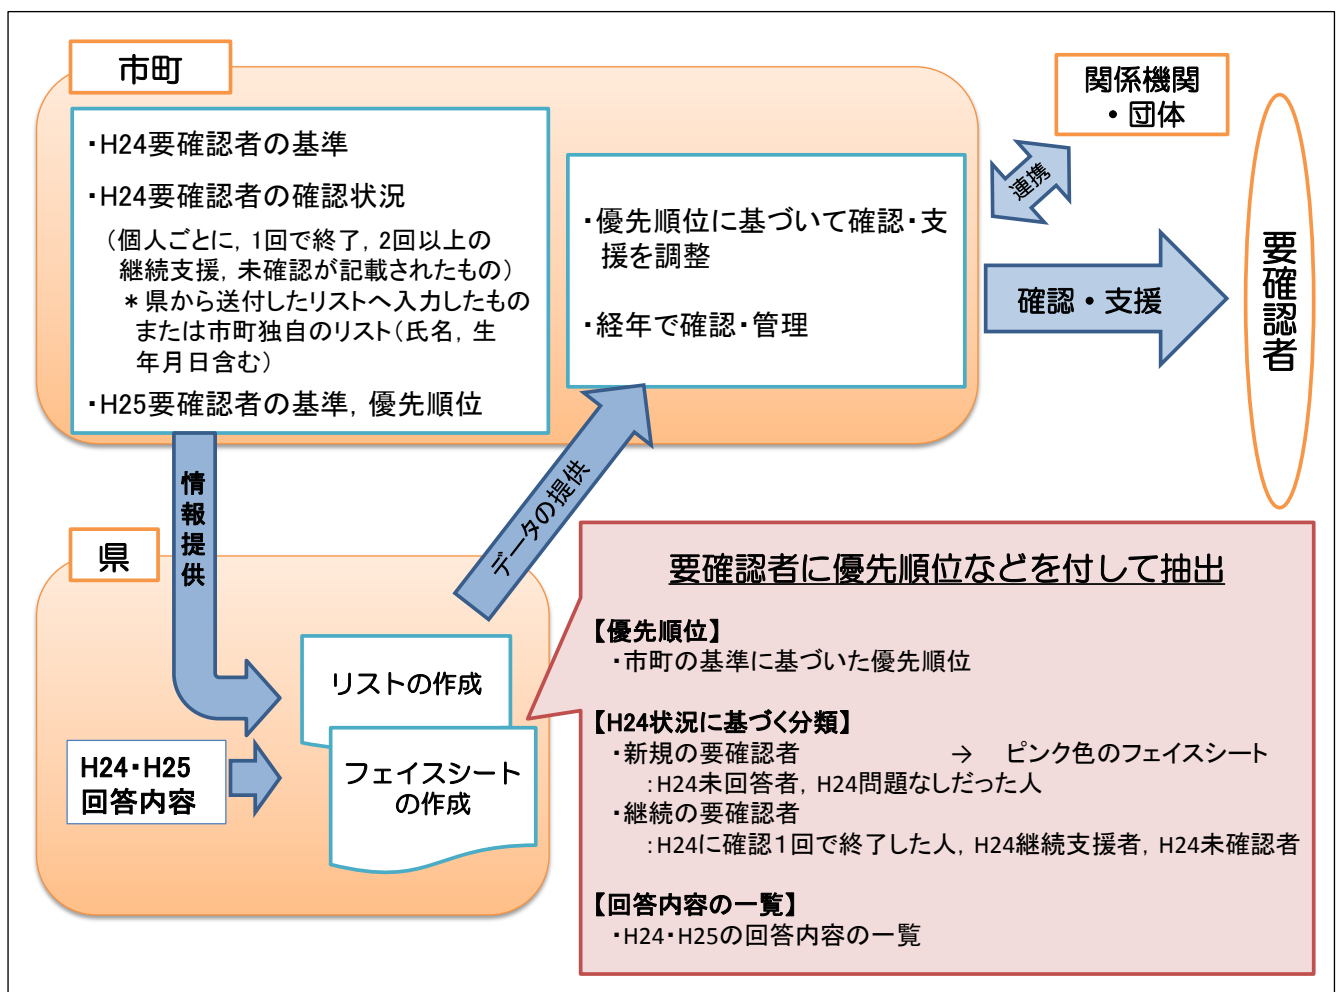 市町
・H24要確認者の基準
・H24要確認者の確認状況
（個人ごとに，1回で終了，2回以上の
継続支援，未確認が記載されたもの）
＊県から送付したリストへ入力したもの
または市町独自のリスト（氏名，生
年月日含む）
・H25要確認者の基準，優先順位
・優先順位に基づいて確認・支
援を調整
・経年で確認・管理
関係機関
・団体
連携
確認・支援
要確認者
情報提供
データの提供
県
リストの作成
フェイスシート
の作成
H24・H25
回答内容
要確認者に優先順位などを付して抽出
【優先順位】
・市町の基準に基づいた優先順位
【H24状況に基づく分類】
・新規の要確認者　→　ピンク色のフェイスシート
：H24未回答者，H24問題なしだった人
・継続の要確認者
：H24に確認１回で終了した人，H24継続支援者，H24未確認者
【回答内容の一覧】
・H24・H25の回答内容の一覧